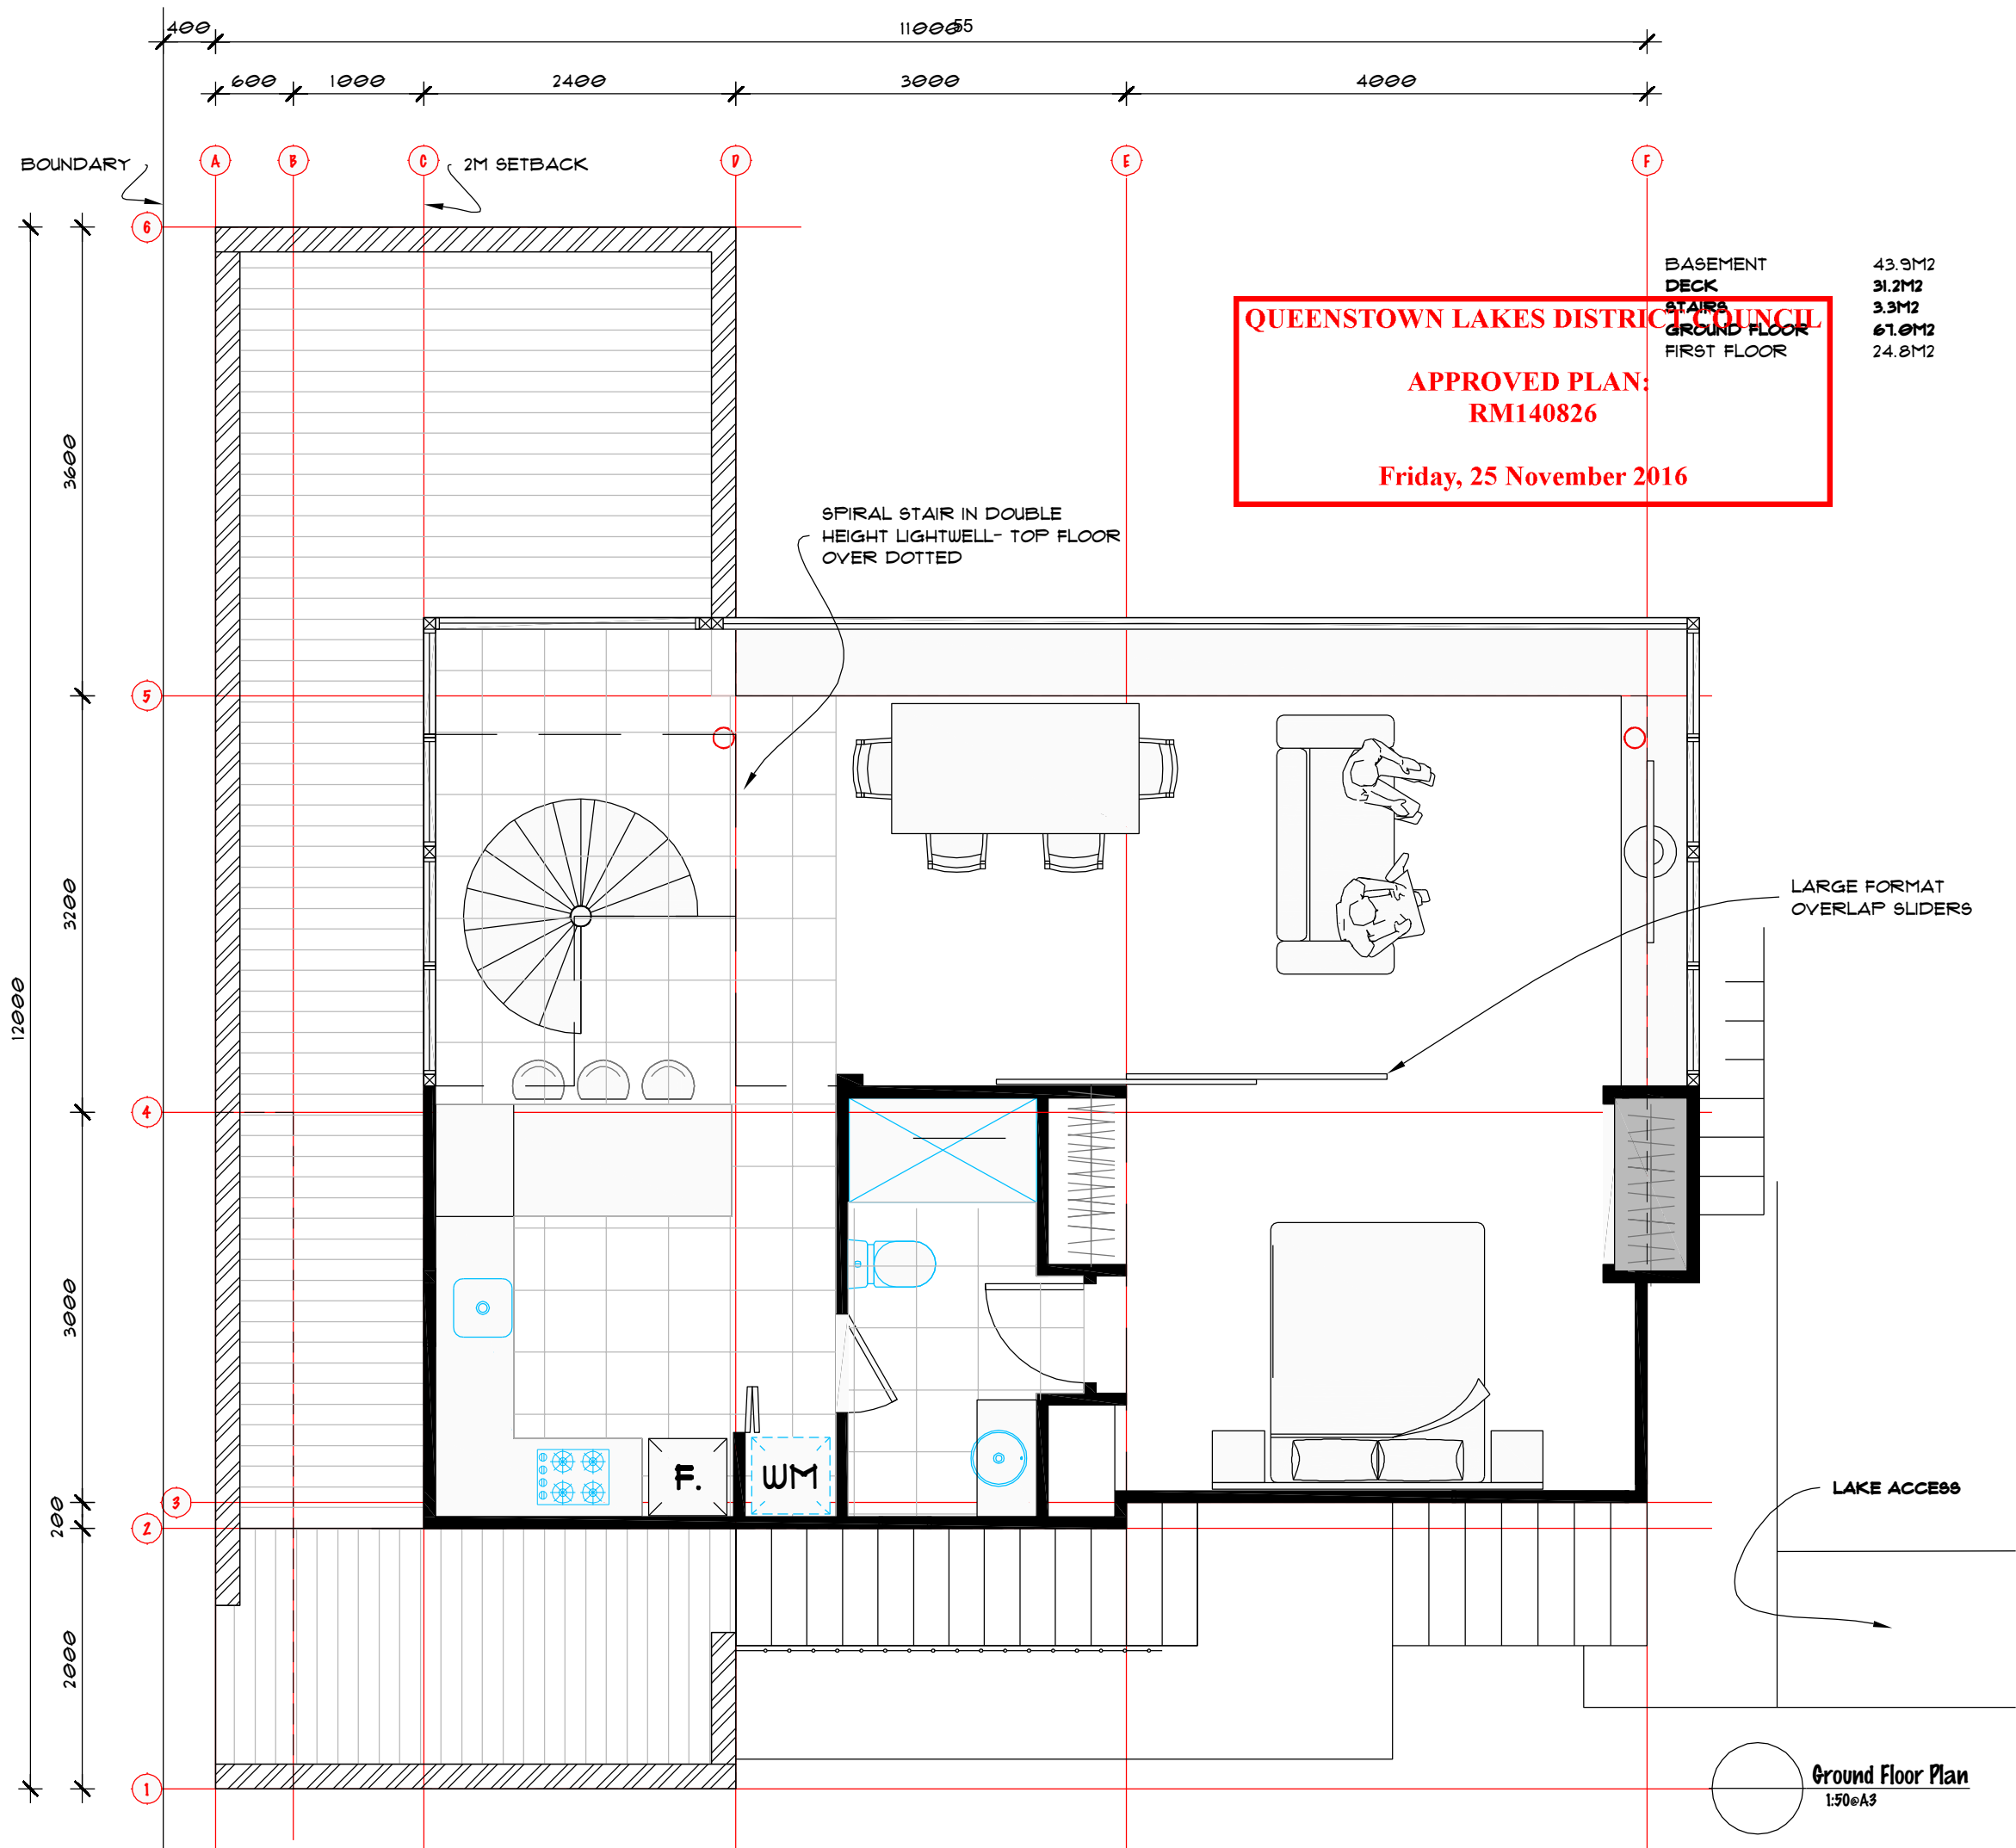 400
11000
55
600
1000
2400
3000
4000
BOUNDARY
A
B
C
2M SETBACK
D
E
F
6
BASEMENT 43.9M2
DECK 31.2M2
STAIRS 3.3M2
GROUND FLOOR 67.0M2
FIRST FLOOR 24.8M2
QUEENSTOWN LAKES DISTRICT COUNCIL
APPROVED PLAN:
RM140826
Friday, 25 November 2016
3600
SPIRAL STAIR IN DOUBLE
HEIGHT LIGHTWELL- TOP FLOOR
OVER DOTTED
5
3200
LARGE FORMAT
OVERLAP SLIDERS
12000
4
3000
F.
WM
LAKE ACCESS
3
200
2
2000
1
Ground Floor Plan
1:50@A3